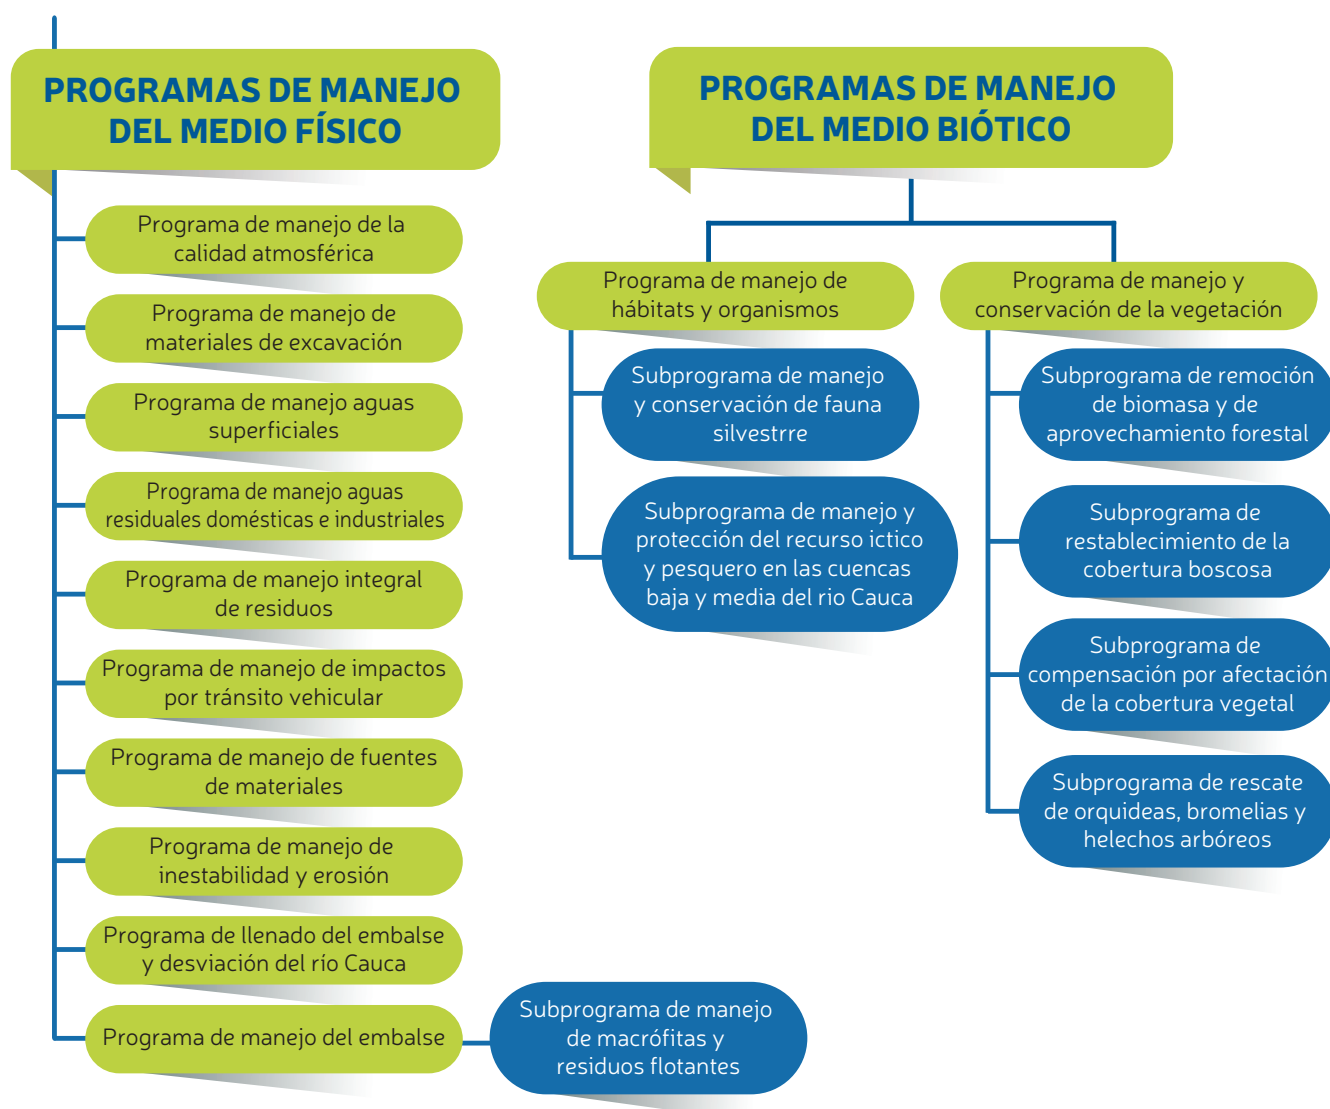 PROGRAMAS DE MANEJO
DEL MEDIO FÍSICO
Programa de manejo de la
calidad atmosférica
Programa de manejo de
materiales de excavación
Programa de manejo aguas
superficiales
Programa de manejo aguas
residuales domésticas e industriales
Programa de manejo integral
de residuos
Programa de manejo de impactos
por tránsito vehicular
Programa de manejo de fuentes
de materiales
Programa de manejo de
inestabilidad y erosión
Programa de llenado del embalse
y desviación del río Cauca
Programa de manejo del embalse
Subprograma de manejo
de macrófitas y
residuos flotantes
PROGRAMAS DE MANEJO
DEL MEDIO BIÓTICO
Programa de manejo de
hábitats y organismos
Subprograma de manejo
y conservación de fauna
silvestrre
Subprograma de manejo y
protección del recurso ictico
y pesquero en las cuencas
baja y media del rio Cauca
Programa de manejo y
conservación de la vegetación
Subprograma de remoción
de biomasa y de
aprovechamiento forestal
Subprograma de
restablecimiento de la
cobertura boscosa
Subprograma de
compensación por afectación
de la cobertura vegetal
Subprograma de rescate
de orquideas, bromelias y
helechos arbóreos